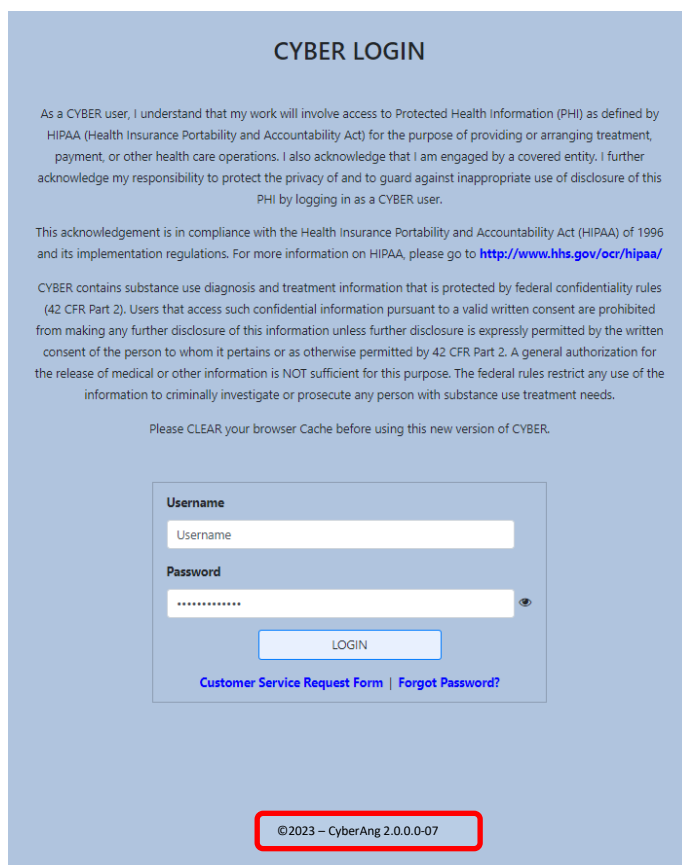 CYBER LOGIN
As a CYBER user, I understand that my work will involve access to Protected Health Information (PHI) as defined by
HIPAA (Health Insurance Portability and Accountability Act) for the purpose of providing or arranging treatment,
payment, or other health care operations. I also acknowledge that I am engaged by a covered entity. I further
acknowledge my responsibility to protect the privacy of and to guard against inappropriate use of disclosure of this
PHI by logging in as a CYBER user.
This acknowledgement is in compliance with the Health Insurance Portability and Accountability Act (HIPAA) of 1996
and its implementation regulations. For more information on HIPAA, please go to http://www.hhs.gov/ocr/hipaa/
CYBER contains substance use diagnosis and treatment information that is protected by federal confidentiality rules
(42 CFR Part 2). Users that access such confidential information pursuant to a valid written consent are prohibited
from making any further disclosure of this information unless further disclosure is expressly permitted by the written
consent of the person to whom it pertains or as otherwise permitted by 42 CFR Part 2. A general authorization for
the release of medical or other information is NOT sufficient for this purpose. The federal rules restrict any use of the
information to criminally investigate or prosecute any person with substance use treatment needs.
Please CLEAR your browser Cache before using this new version of CYBER.
Username
Username
Password
•••••••••••••
LOGIN
Customer Service Request Form | Forgot Password?
©2023 – CyberAng 2.0.0.0-07